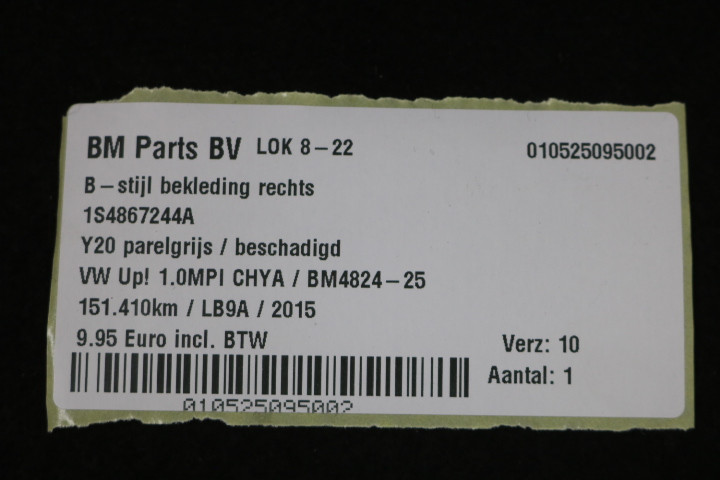 BM Parts BV LOK 8-22 010525095002
B-stijl bekleding rechts
1S4867244A
Y20 parelgrijs / beschadigd
VW Up! 1.0MPI CHYA / BM4824-25
151.410km / LB9A / 2015
9.95 Euro incl. BTW Verz: 10
Aantal: 1
010525095002